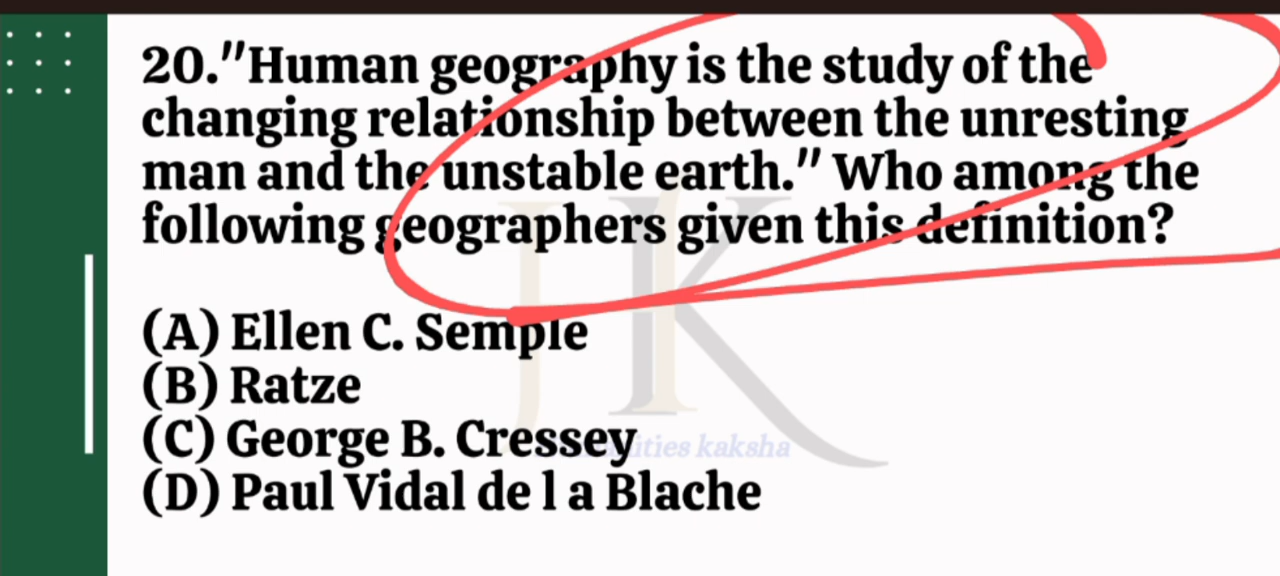 20."Human geography is the study of the
changing relationship between the unresting
man and the unstable earth." Who among the
following geographers given this definition?
(A) Ellen C. Semple
(B) Ratze
(C) George B. Cressey
(D) Paul Vidal de l a Blache
JK
ities kaksha